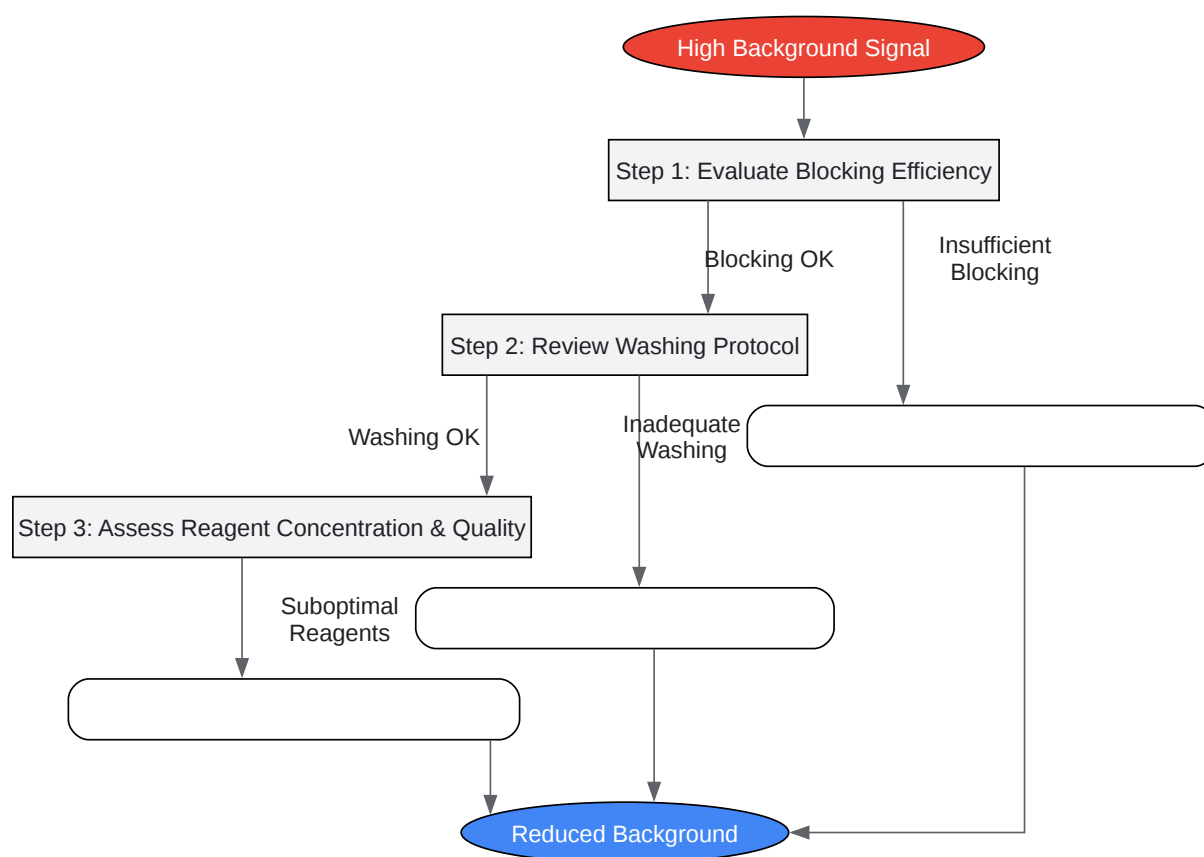 High Background Signal
Step 1: Evaluate Blocking Efficiency
Blocking OK
Insufficient
Blocking
Step 2: Review Washing Protocol
Washing OK
Inadequate
Washing
Step 3: Assess Reagent Concentration & Quality
Suboptimal
Reagents
Reduced Background